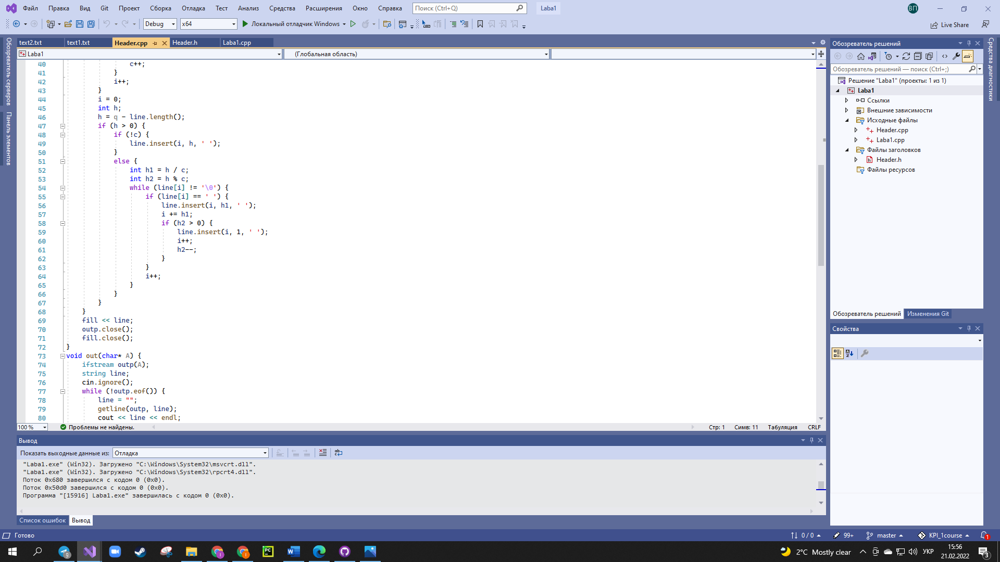 Файл Правка Вид Git Проект Сборка Отладка Тест Анализ Средства Расширения Окно Справка Поиск (Ctrl+Q) Laba1 ВП
Debug x64 Локальный отладчик Windows Live Share
text2.txt text1.txt Header.cpp Header.h Laba1.cpp
Laba1 (Глобальная область)
40 c++;
41 }
42 i++;
43 }
44 i = 0;
45 int h;
46 h = q - line.length();
47 if (h > 0) {
48 if (!c) {
49 line.insert(i, h, ' ');
50 }
51 else {
52 int h1 = h / c;
53 int h2 = h % c;
54 while (line[i] != '\0') {
55 if (line[i] == ' ') {
56 line.insert(i, h1, ' ');
57 i += h1;
58 if (h2 > 0) {
59 line.insert(i, 1, ' ');
60 i++;
61 h2--;
62 }
63 }
64 i++;
65 }
66 }
67 }
68 }
69 fill << line;
70 outp.close();
71 fill.close();
72 }
73 void out(char* A) {
74 ifstream outp(A);
75 string line;
76 cin.ignore();
77 while (!outp.eof()) {
78 line = "";
79 getline(outp, line);
80 cout << line << endl;
100 % Проблемы не найдены. Стр: 1 Симв: 11 Табуляция CRLF
Обозреватель серверов
Панель элементов
Вывод
Показать выходные данные из: Отладка
"Laba1.exe" (Win32). Загружено "C:\Windows\System32\msvcrt.dll".
"Laba1.exe" (Win32). Загружено "C:\Windows\System32\rpcrt4.dll".
Поток 0x680 завершился с кодом 0 (0x0).
Поток 0x50d0 завершился с кодом 0 (0x0).
Программа "[15916] Laba1.exe" завершилась с кодом 0 (0x0).
Список ошибок Вывод
Обозреватель решений
Обозреватель решений — поиск (Ctrl+;)
Решение "Laba1" (проекты: 1 из 1)
Laba1
Ссылки
Внешние зависимости
Исходные файлы
Header.cpp
Laba1.cpp
Файлы заголовков
Header.h
Файлы ресурсов
Обозреватель решений Изменения Git
Свойства
Средства диагностики
Готово 0 / 0 99+ master KPI_1course 1
9 PC 2°C Mostly clear УКР 15:56
21.02.2022 3